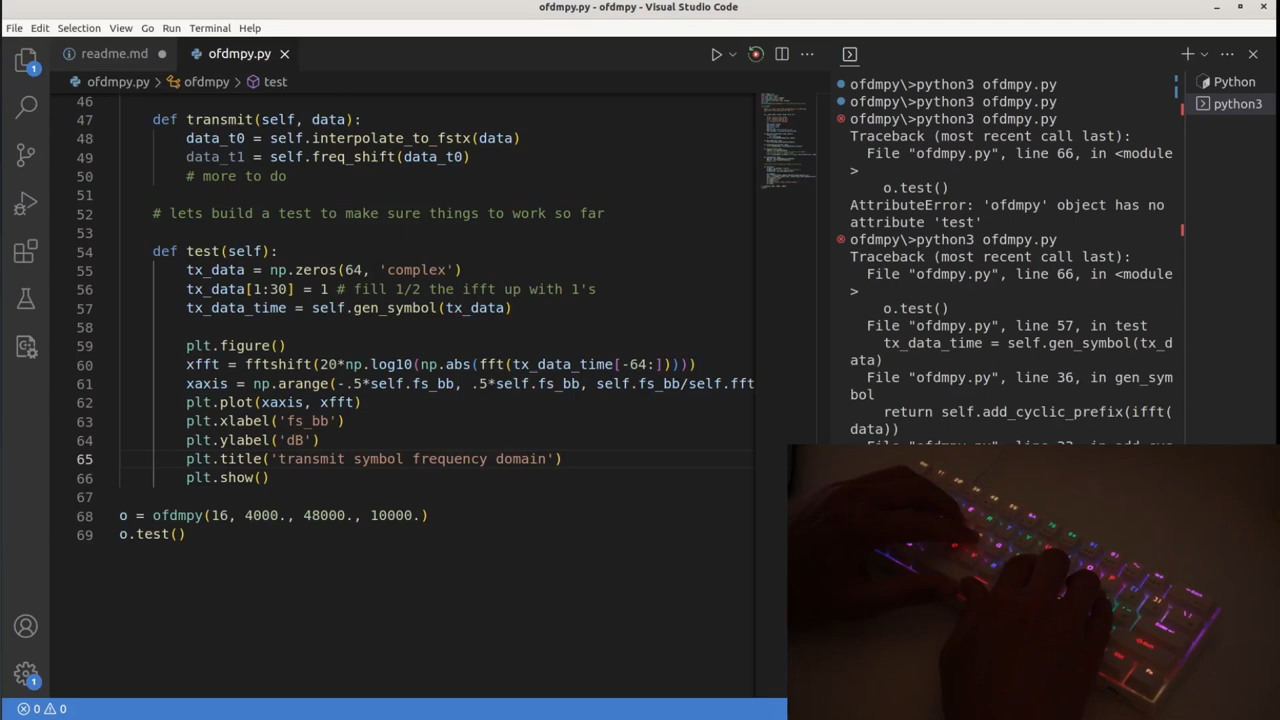 ofdmpy.py - ofdmpy - Visual Studio Code
File Edit Selection View Go Run Terminal Help
readme.md
ofdmpy.py
ofdmpy.py > ofdmpy > test
46
47 def transmit(self, data):
48 data_t0 = self.interpolate_to_fstx(data)
49 data_t1 = self.freq_shift(data_t0)
50 # more to do
51
52 # lets build a test to make sure things to work so far
53
54 def test(self):
55 tx_data = np.zeros(64, 'complex')
56 tx_data[1:30] = 1 # fill 1/2 the ifft up with 1's
57 tx_data_time = self.gen_symbol(tx_data)
58
59 plt.figure()
60 xfft = fftshift(20*np.log10(np.abs(fft(tx_data_time[-64:]))))
61 xaxis = np.arange(-.5*self.fs_bb, .5*self.fs_bb, self.fs_bb/self.fft
62 plt.plot(xaxis, xfft)
63 plt.xlabel('fs_bb')
64 plt.ylabel('dB')
65 plt.title('transmit symbol frequency domain')
66 plt.show()
67
68 o = ofdmpy(16, 4000., 48000., 10000.)
69 o.test()
1
1
0 0
ofdmpy\>python3 ofdmpy.py
ofdmpy\>python3 ofdmpy.py
ofdmpy\>python3 ofdmpy.py
Traceback (most recent call last):
File "ofdmpy.py", line 66, in <module
>
o.test()
AttributeError: 'ofdmpy' object has no
attribute 'test'
ofdmpy\>python3 ofdmpy.py
Traceback (most recent call last):
File "ofdmpy.py", line 66, in <module
>
o.test()
File "ofdmpy.py", line 57, in test
tx_data_time = self.gen_symbol(tx_d
ata)
File "ofdmpy.py", line 36, in gen_sym
bol
return self.add_cyclic_prefix(ifft(
data))
Python
python3